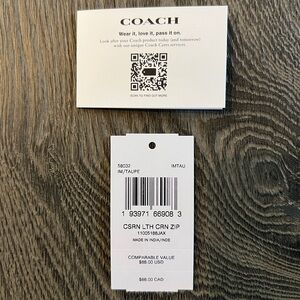 COACH
Wear it, love it, pass it on.
Look after your Coach product today (and tomorrow)
with our unique Coach Care services.
SCAN TO FIND OUT MORE
58032 IMTAU
IM/TAUPE
1 93971 66908 3
CSRN LTH CRN ZIP
MADE IN INDIA/INDE
COMPARABLE VALUE
$88.00 USD
$88.00 CAD